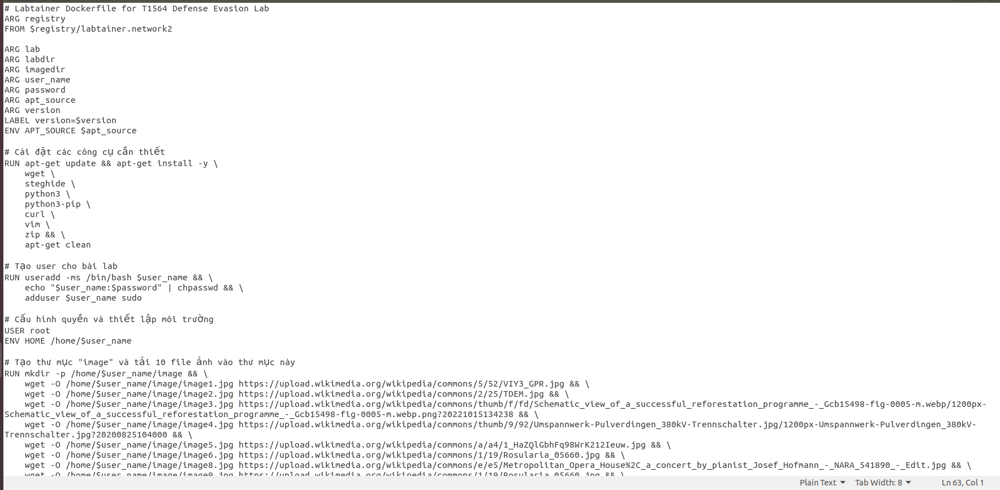 # Labtainer Dockerfile for T1564 Defense Evasion Lab
ARG registry
FROM $registry/labtainer.network2

ARG lab
ARG labdir
ARG imagedir
ARG user_name
ARG password
ARG apt_source
ARG version
LABEL version=$version
ENV APT_SOURCE $apt_source

# Cài đặt các công cụ cần thiết
RUN apt-get update && apt-get install -y \
    wget \
    steghide \
    python3 \
    python3-pip \
    curl \
    vim \
    zip && \
    apt-get clean

# Tạo user cho bài lab
RUN useradd -ms /bin/bash $user_name && \
    echo "$user_name:$password" | chpasswd && \
    adduser $user_name sudo

# Cấu hình quyền và thiết lập môi trường
USER root
ENV HOME /home/$user_name

# Tạo thư mục "image" và tải 10 file ảnh vào thư mục này
RUN mkdir -p /home/$user_name/image && \
    wget -O /home/$user_name/image/image1.jpg https://upload.wikimedia.org/wikipedia/commons/5/52/VIY3_GPR.jpg && \
    wget -O /home/$user_name/image/image2.jpg https://upload.wikimedia.org/wikipedia/commons/2/25/TDEM.jpg && \
    wget -O /home/$user_name/image/image3.jpg https://upload.wikimedia.org/wikipedia/commons/thumb/f/fd/Schematic_view_of_a_successful_reforestation_programme_-_Gcb15498-fig-0005-m.webp/1200px-
Schematic_view_of_a_successful_reforestation_programme_-_Gcb15498-fig-0005-m.webp.png?20221015134238 && \
    wget -O /home/$user_name/image/image4.jpg https://upload.wikimedia.org/wikipedia/commons/thumb/9/92/Umspannwerk-Pulverdingen_380kV-Trennschalter.jpg/1200px-Umspannwerk-Pulverdingen_380kV-
Trennschalter.jpg?20200825104000 && \
    wget -O /home/$user_name/image/image5.jpg https://upload.wikimedia.org/wikipedia/commons/a/a4/1_HaZQlGbhFq98WrK212Ieuw.jpg && \
    wget -O /home/$user_name/image/image6.jpg https://upload.wikimedia.org/wikipedia/commons/1/19/Rosularia_05660.jpg && \
    wget -O /home/$user_name/image/image8.jpg https://upload.wikimedia.org/wikipedia/commons/e/e5/Metropolitan_Opera_House%2C_a_concert_by_pianist_Josef_Hofmann_-_NARA_541890_-_Edit.jpg && \
    wget -O /home/$user_name/image/image9.jpg https://upload.wikimedia.org/wikipedia/commons/1/19/Rosularia_05660.jpg && \
Plain Text Tab Width: 8 Ln 63, Col 1